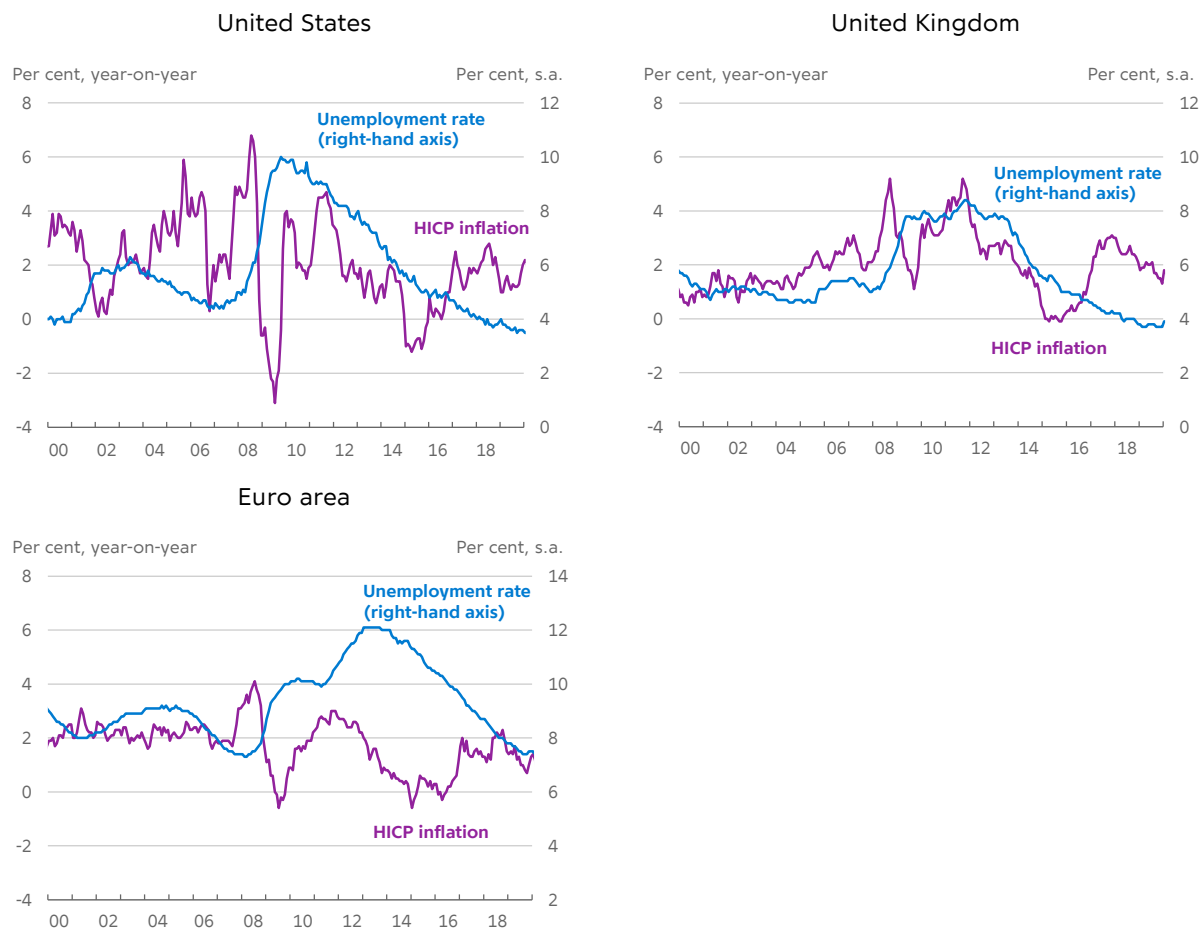 United States
Per cent, year-on-year
Per cent, s.a.
8
6
4
2
0
-2
-4
12
10
8
6
4
2
0
Unemployment rate
(right-hand axis)
HICP inflation
00 02 04 06 08 10 12 14 16 18
United Kingdom
Per cent, year-on-year
Per cent, s.a.
8
6
4
2
0
-2
-4
12
10
8
6
4
2
0
Unemployment rate
(right-hand axis)
HICP inflation
00 02 04 06 08 10 12 14 16 18
Euro area
Per cent, year-on-year
Per cent, s.a.
8
6
4
2
0
-2
-4
14
12
10
8
6
4
2
Unemployment rate
(right-hand axis)
HICP inflation
00 02 04 06 08 10 12 14 16 18